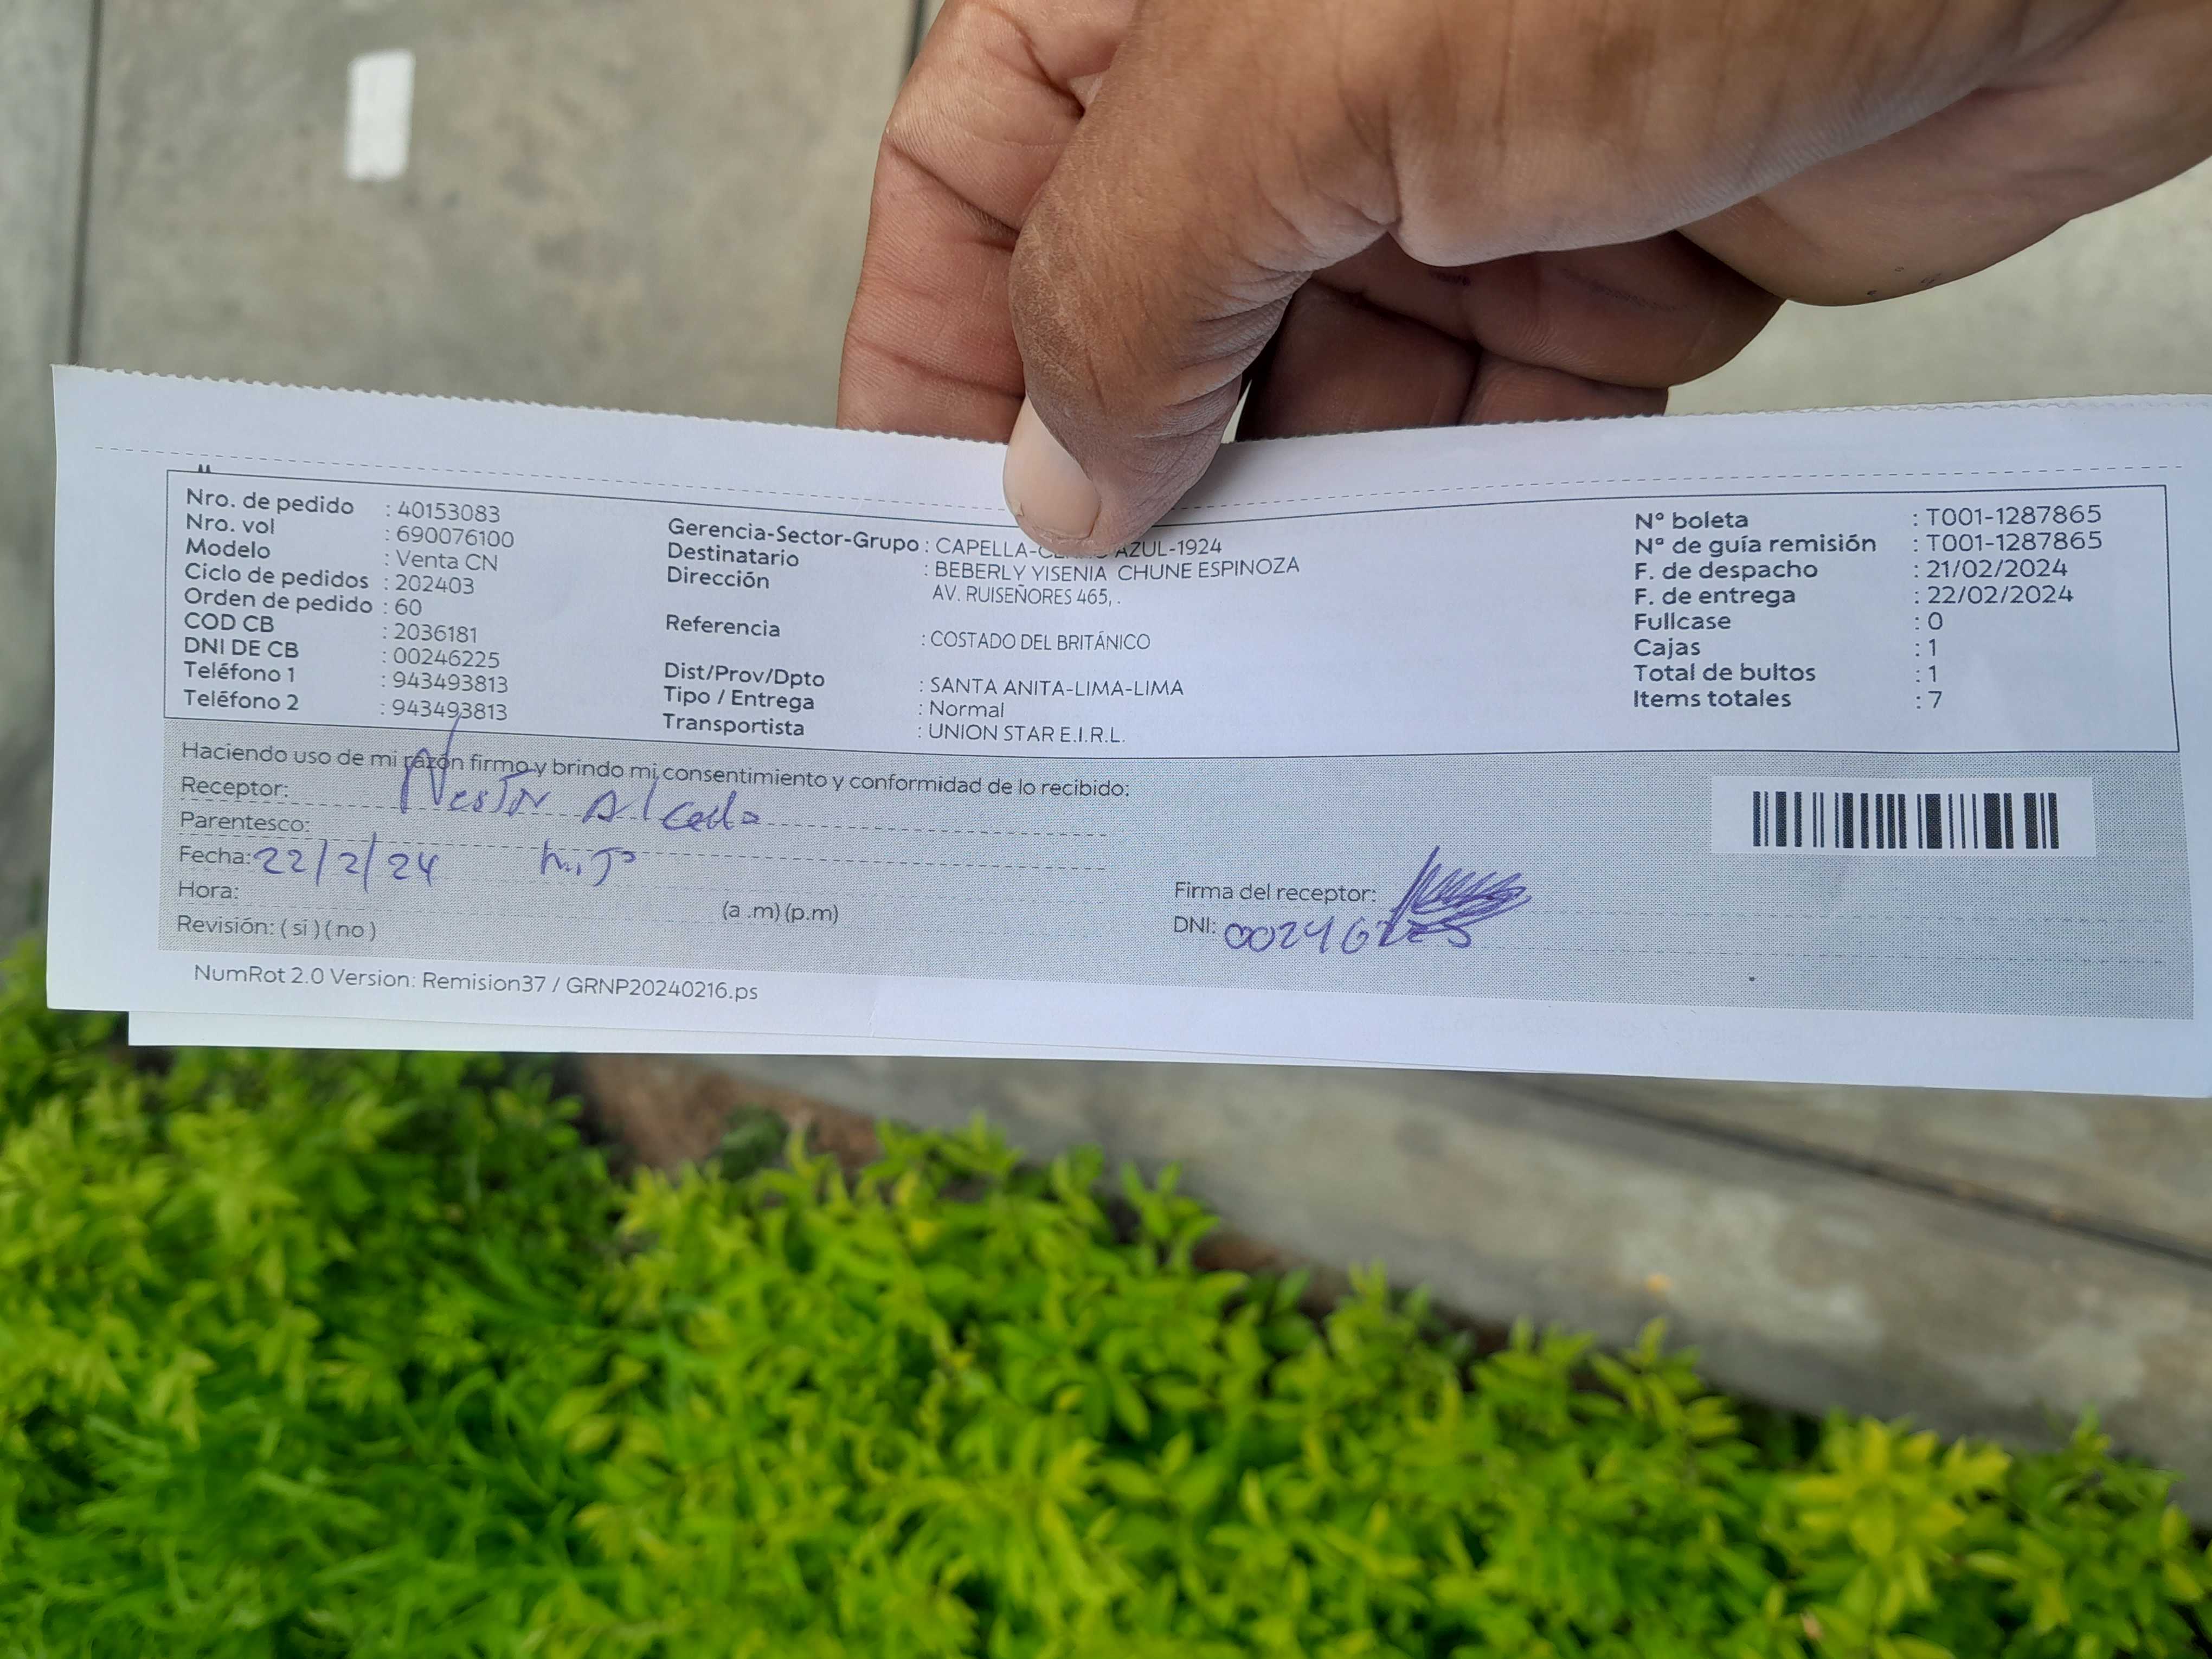 Nro. de pedido : 40153083
Nro. vol : 690076100
Modelo : Venta CN
Ciclo de pedidos : 202403
Orden de pedido : 60
COD CB : 2036181
DNI DE CB : 00246225
Teléfono 1 : 943493813
Teléfono 2 : 943493813
Gerencia-Sector-Grupo : CAPELLA- AZUL-1924
Destinatario : BEBERLY YISENIA CHUNE ESPINOZA
Dirección AV. RUISEÑORES 465, .
Referencia : COSTADO DEL BRITÁNICO
Dist/Prov/Dpto : SANTA ANITA-LIMA-LIMA
Tipo / Entrega : Normal
Transportista : UNION STAR E.I.R.L.
Nº boleta : T001-1287865
Nº de guía remisión : T001-1287865
F. de despacho : 21/02/2024
F. de entrega : 22/02/2024
Fullcase : 0
Cajas : 1
Total de bultos : 1
Items totales : 7
Haciendo uso de mi razón firmo y brindo mi consentimiento y conformidad de lo recibido:
Receptor: Nestor
Parentesco:
Fecha: 22/2/24
Hora: (a .m) (p.m)
Revisión: ( si ) ( no )
Firma del receptor:
DNI:
NumRot 2.0 Version: Remision37 / GRNP20240216.ps